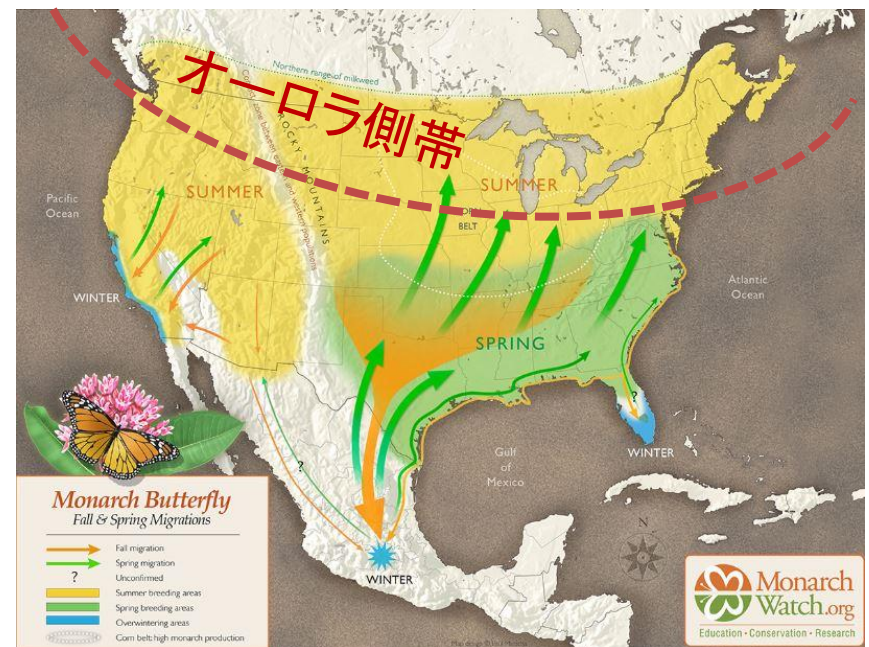 オーロラ側帯
Northern range of milkweed
ROCKY MOUNTAINS
SUMMER
SUMMER
BELT
Pacific
Ocean
WINTER
Atlantic
Ocean
SPRING
?
Gulf
of
Mexico
WINTER
?
N
WINTER
Monarch Butterfly
Fall & Spring Migrations
Fall migration
Spring migration
? Unconfirmed
Summer breeding areas
Spring breeding areas
Overwintering areas
Corn belt: high monarch production
Monarch
Watch.org
Education • Conservation • Research